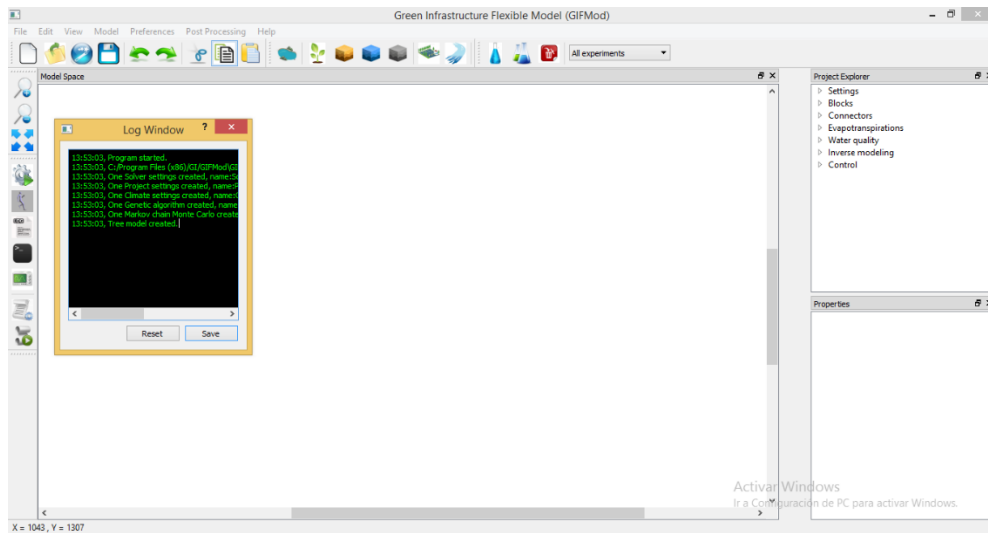 Green Infrastructure Flexible Model (GIFMod)
File Edit View Model Preferences Post Processing Help
All experiments
Model Space
Project Explorer
Settings
Blocks
Connectors
Evapotranspirations
Water quality
Inverse modeling
Control
Log Window ?
13:53:03, Program started.
13:53:03, C:/Program Files (x86)/GI/GIFMod\GI
13:53:03, One Solver settings created, name:S
13:53:03, One Project settings created, name:P
13:53:03, One Climate settings created, name:
13:53:03, One Genetic algorithm created, name
13:53:03, One Markov chain Monte Carlo create
13:53:03, Tree model created.
Reset Save
Properties
Activar Windows
Ir a Configuración de PC para activar Windows.
X = 1043 , Y = 1307